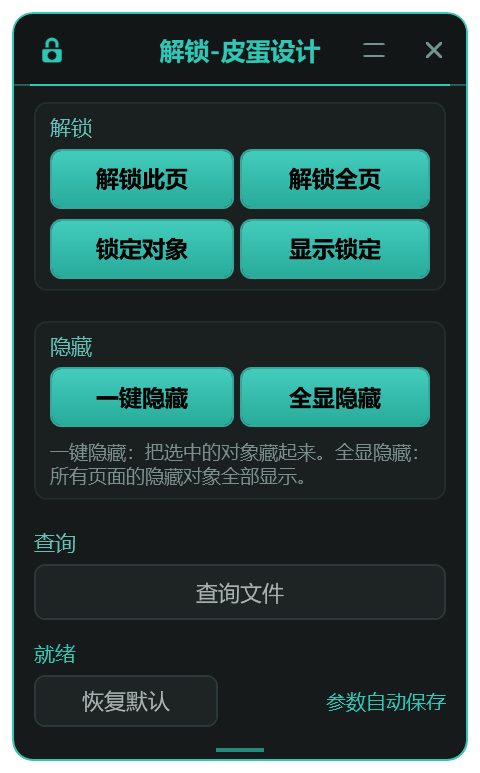 解锁-皮蛋设计
解锁
解锁此页
解锁全页
锁定对象
显示锁定
隐藏
一键隐藏
全显隐藏
一键隐藏：把选中的对象藏起来。全显隐藏：
所有页面的隐藏对象全部显示。
查询
查询文件
就绪
恢复默认
参数自动保存